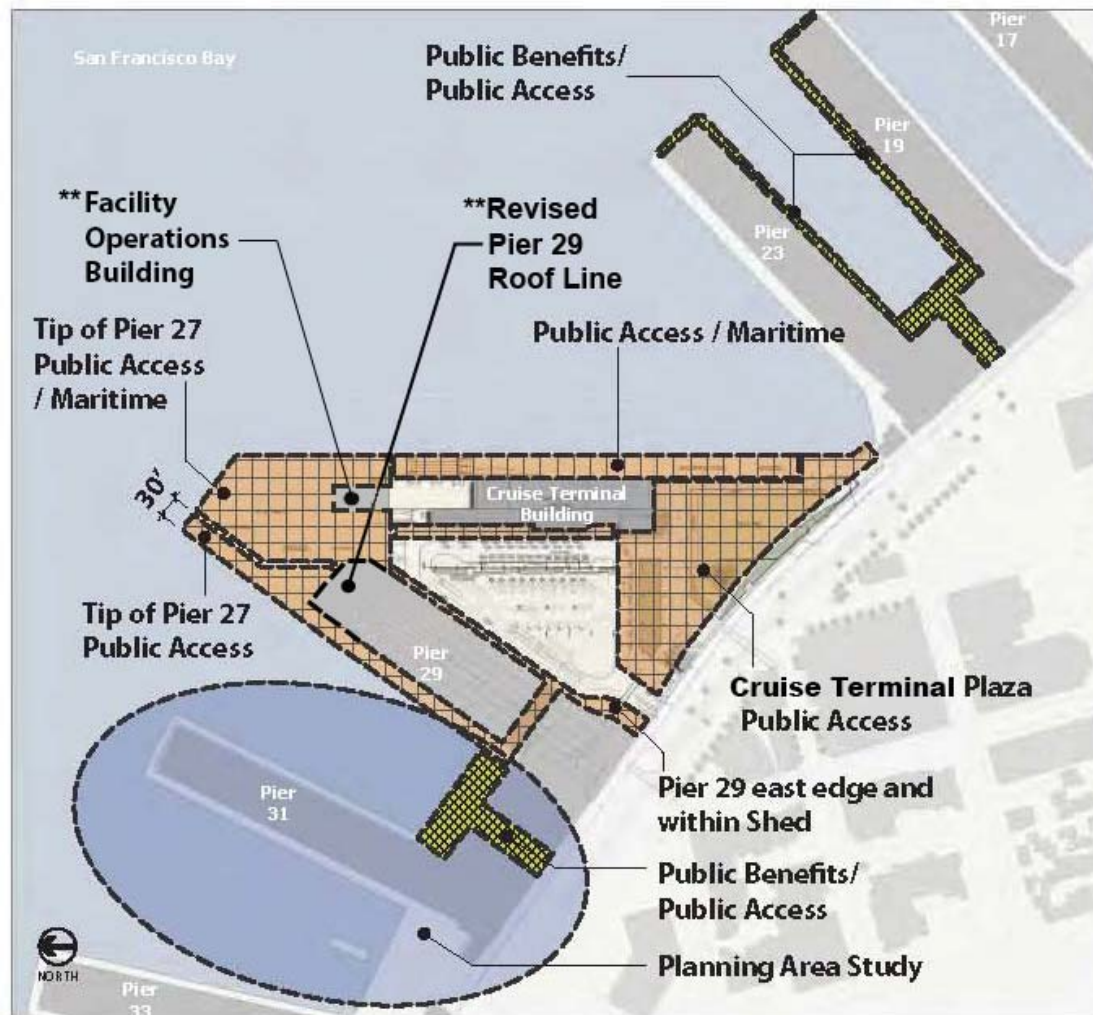 San Francisco Bay
Pier
17
Public Benefits/
Public Access
Pier
19
**Facility
Operations
Building
**Revised
Pier 29
Roof Line
Pier
23
Tip of Pier 27
Public Access
/ Maritime
Public Access / Maritime
30'
Cruise Terminal
Building
Tip of Pier 27
Public Access
Pier
29
Cruise Terminal Plaza
Public Access
Pier 29 east edge and
within Shed
Pier
31
Public Benefits/
Public Access
Planning Area Study
NORTH
Pier
33